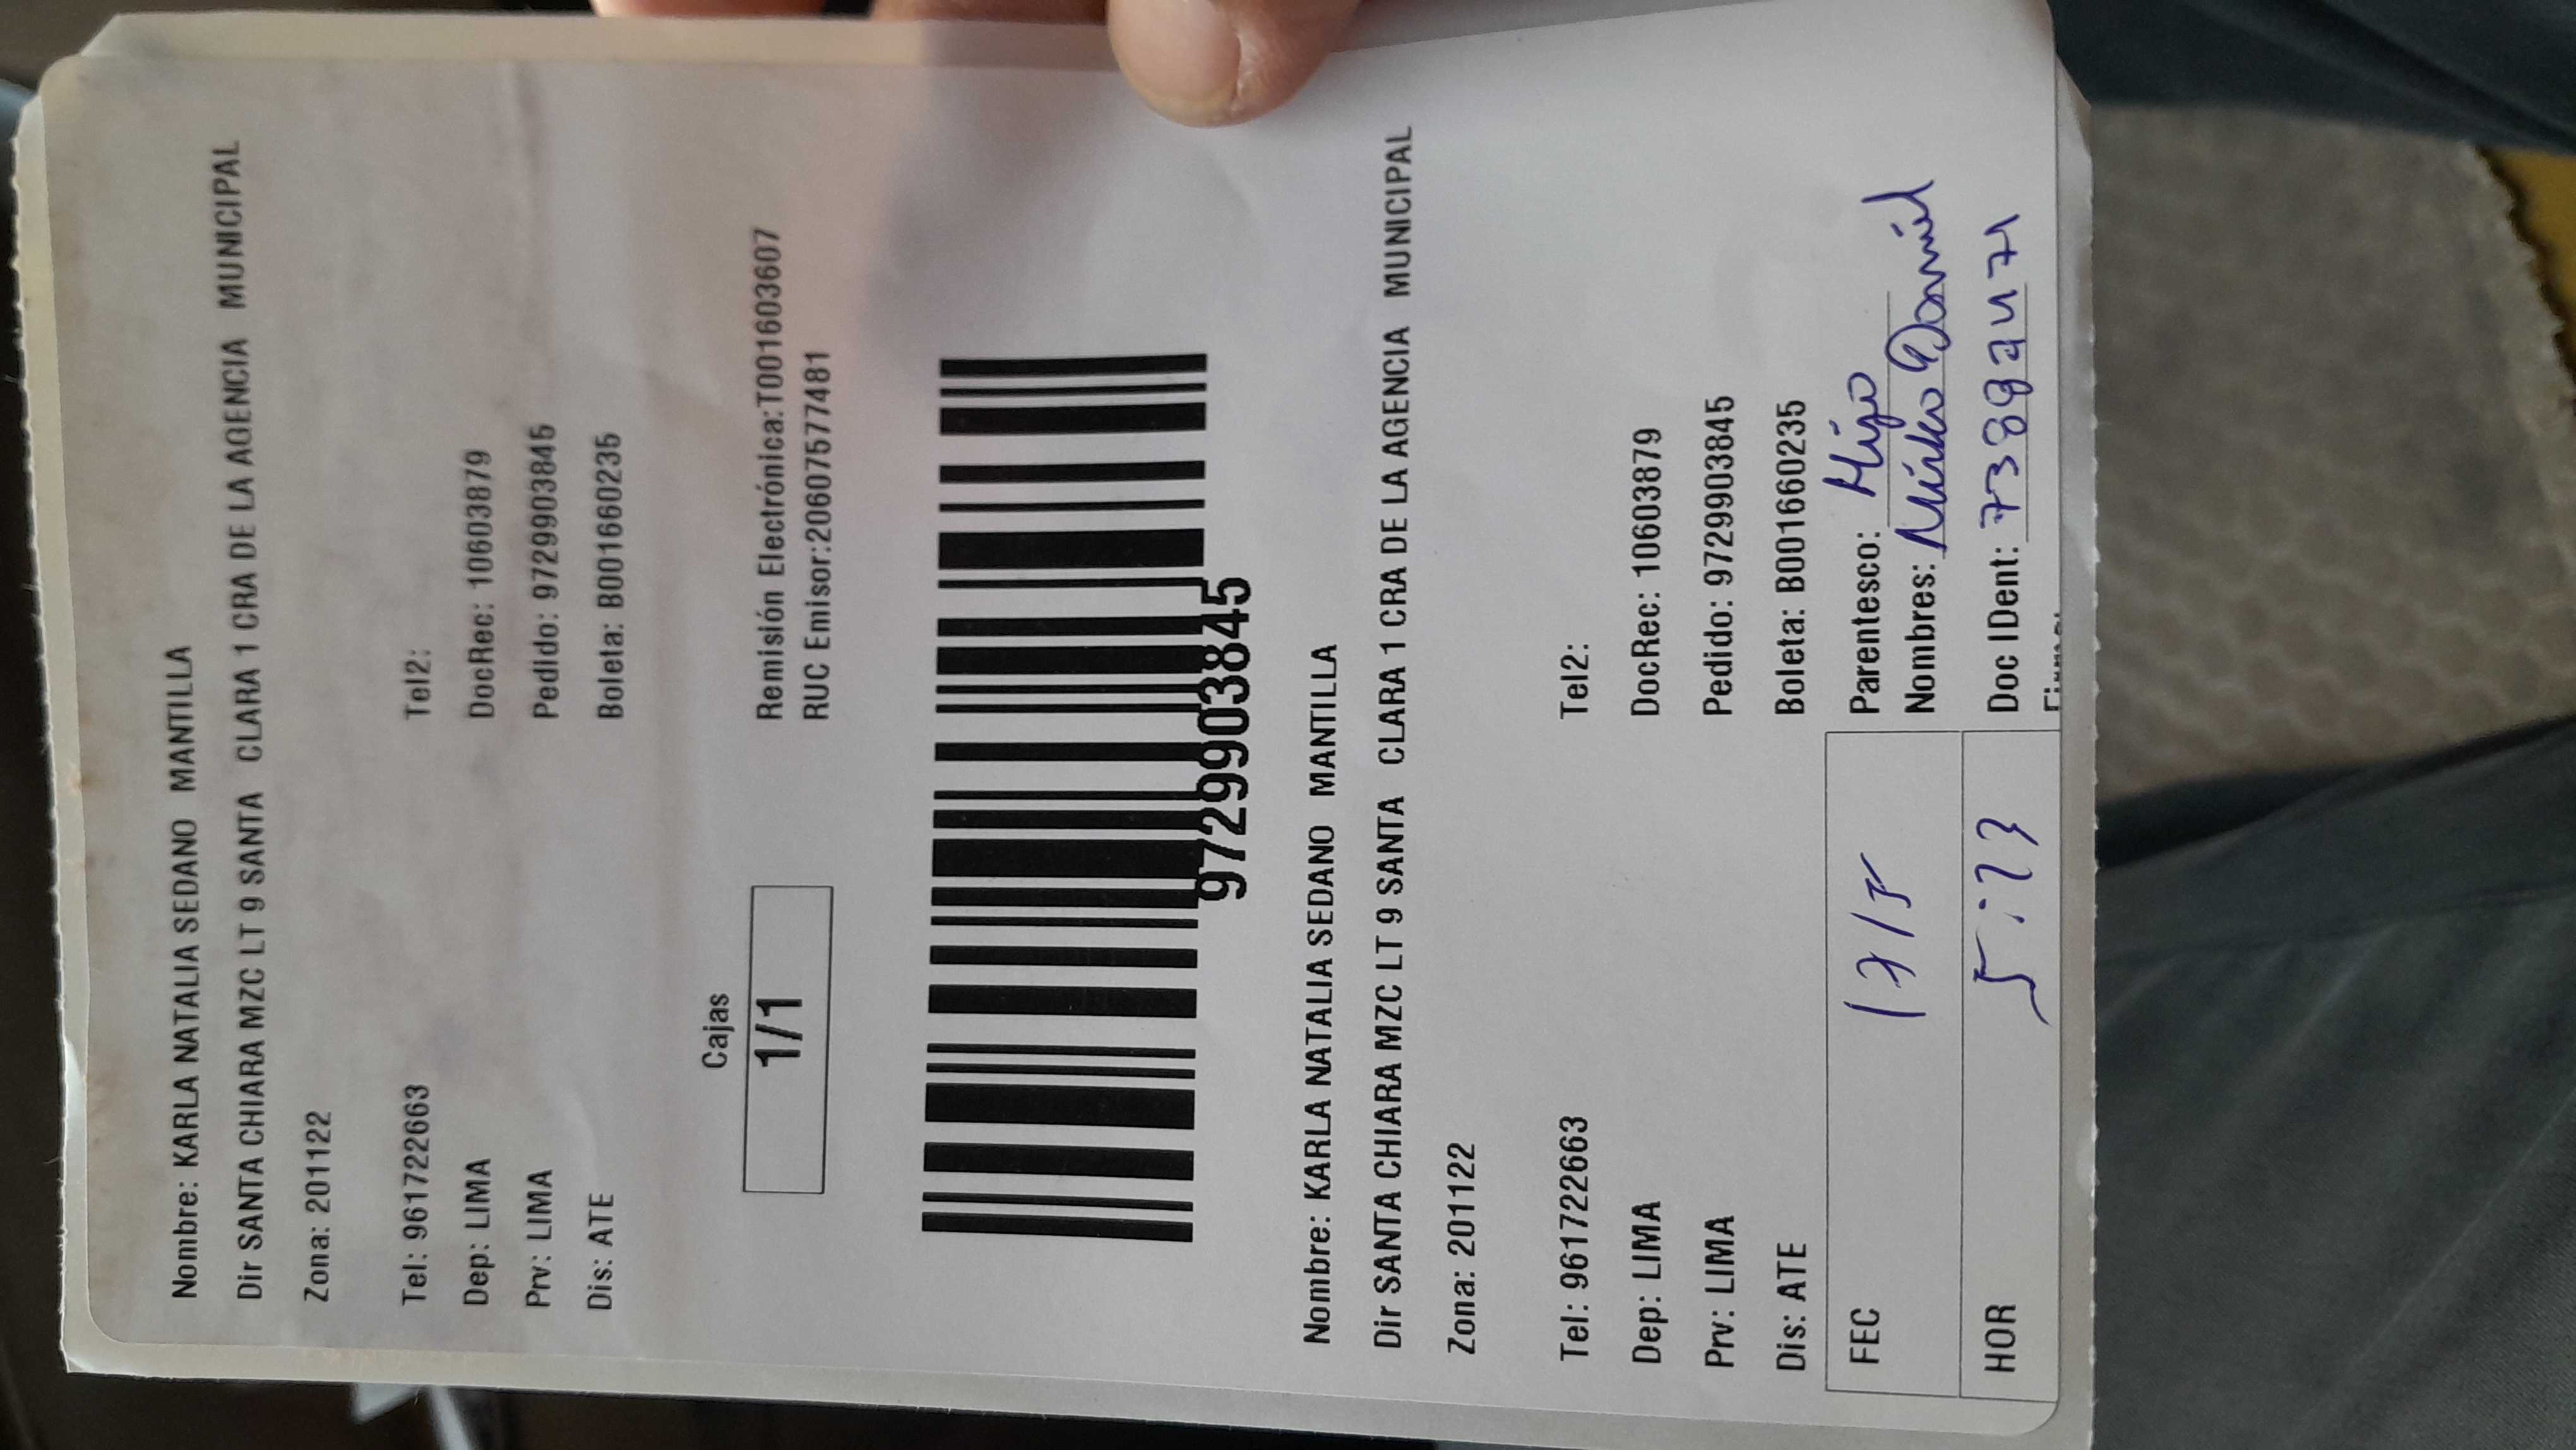 Nombre: KARLA NATALIA SEDANO MANTILLA
Dir SANTA CHIARA MZC LT 9 SANTA CLARA 1 CRA DE LA AGENCIA MUNICIPAL
Zona: 201122
Tel: 961722663 Tel2:
Dep: LIMA DocRec: 10603879
Prv: LIMA Pedido: 9729903845
Dis: ATE Boleta: B001660235
Cajas
1/1
Remisión Electrónica:T001603607
RUC Emisor:20607577481
9729903845
Nombre: KARLA NATALIA SEDANO MANTILLA
Dir SANTA CHIARA MZC LT 9 SANTA CLARA 1 CRA DE LA AGENCIA MUNICIPAL
Zona: 201122
Tel: 961722663 Tel2:
Dep: LIMA DocRec: 10603879
Prv: LIMA Pedido: 9729903845
Dis: ATE Boleta: B001660235
FEC Parentesco: Hijo
Nombres: Mirko Daniel
HOR 5:23 Doc IDent: